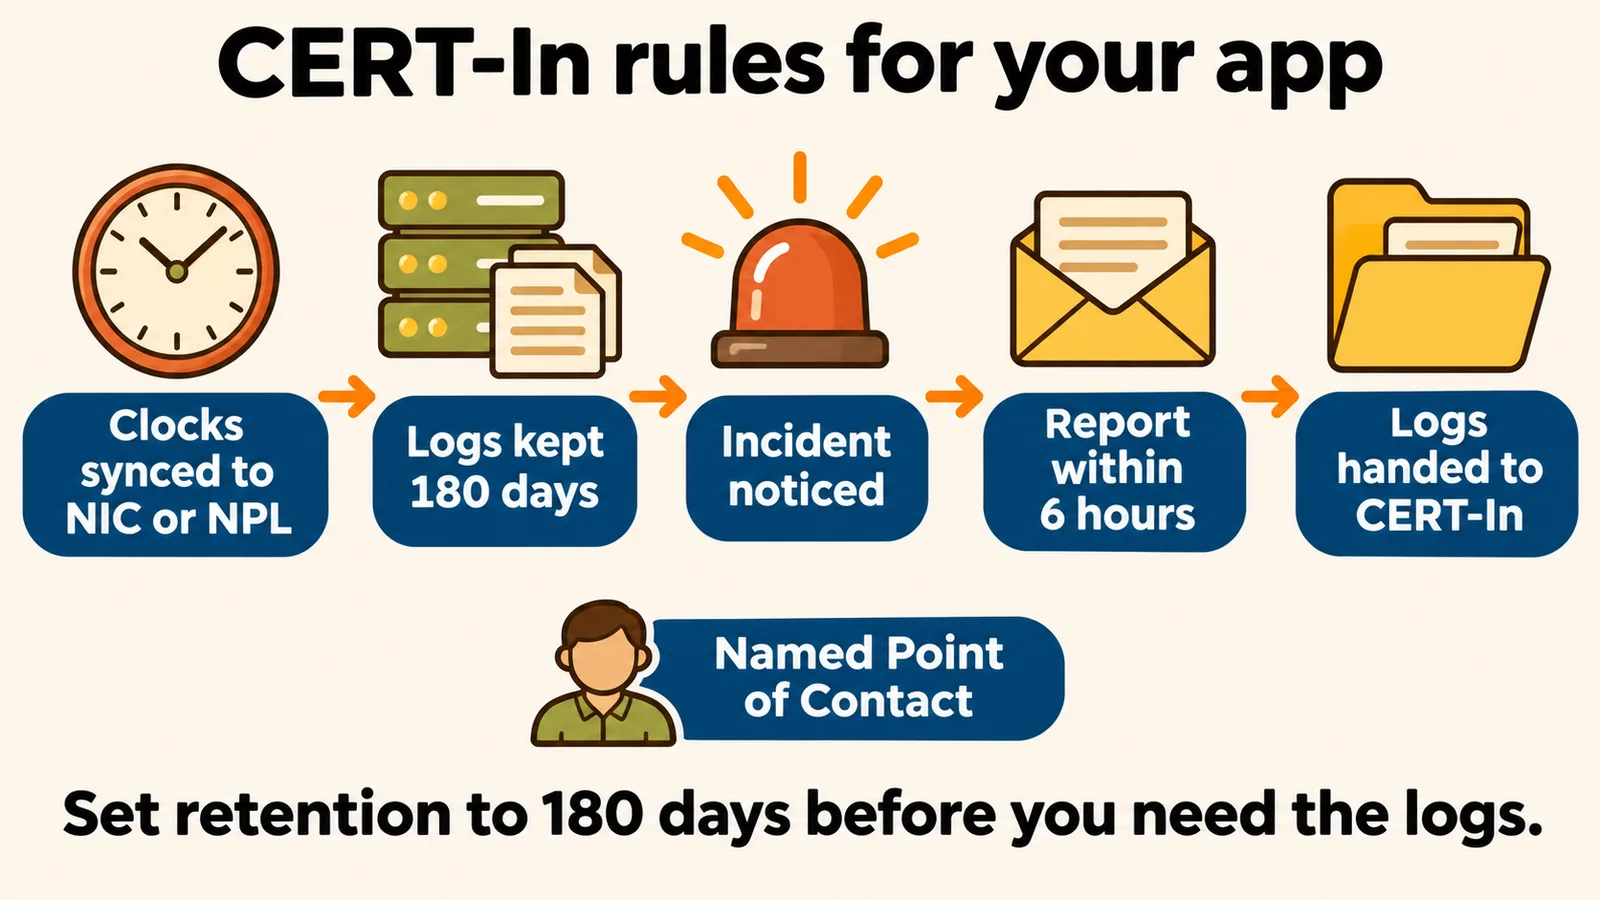 CERT-In rules for your app
Clocks
synced to
NIC or NPL
Logs kept
180 days
Incident
noticed
Report
within
6 hours
Logs
handed to
CERT-In
Named Point
of Contact
Set retention to 180 days before you need the logs.